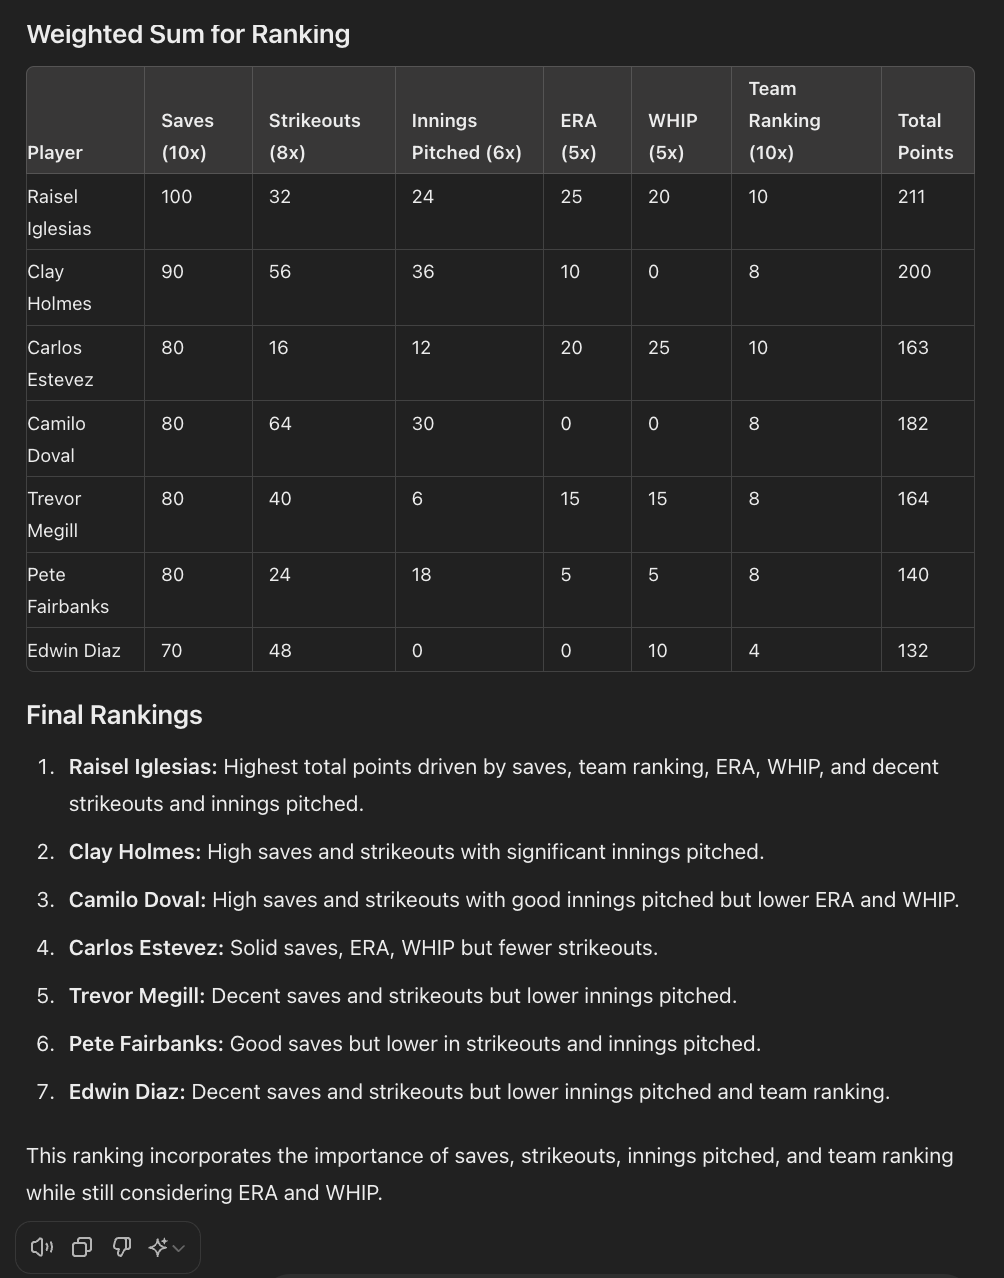 Weighted Sum for Ranking
Player Saves (10x) Strikeouts (8x) Innings Pitched (6x) ERA (5x) WHIP (5x) Team Ranking (10x) Total Points
Raisel Iglesias 100 32 24 25 20 10 211
Clay Holmes 90 56 36 10 0 8 200
Carlos Estevez 80 16 12 20 25 10 163
Camilo Doval 80 64 30 0 0 8 182
Trevor Megill 80 40 6 15 15 8 164
Pete Fairbanks 80 24 18 5 5 8 140
Edwin Diaz 70 48 0 0 10 4 132
Final Rankings
1. Raisel Iglesias: Highest total points driven by saves, team ranking, ERA, WHIP, and decent
strikeouts and innings pitched.
2. Clay Holmes: High saves and strikeouts with significant innings pitched.
3. Camilo Doval: High saves and strikeouts with good innings pitched but lower ERA and WHIP.
4. Carlos Estevez: Solid saves, ERA, WHIP but fewer strikeouts.
5. Trevor Megill: Decent saves and strikeouts but lower innings pitched.
6. Pete Fairbanks: Good saves but lower in strikeouts and innings pitched.
7. Edwin Diaz: Decent saves and strikeouts but lower innings pitched and team ranking.
This ranking incorporates the importance of saves, strikeouts, innings pitched, and team ranking
while still considering ERA and WHIP.